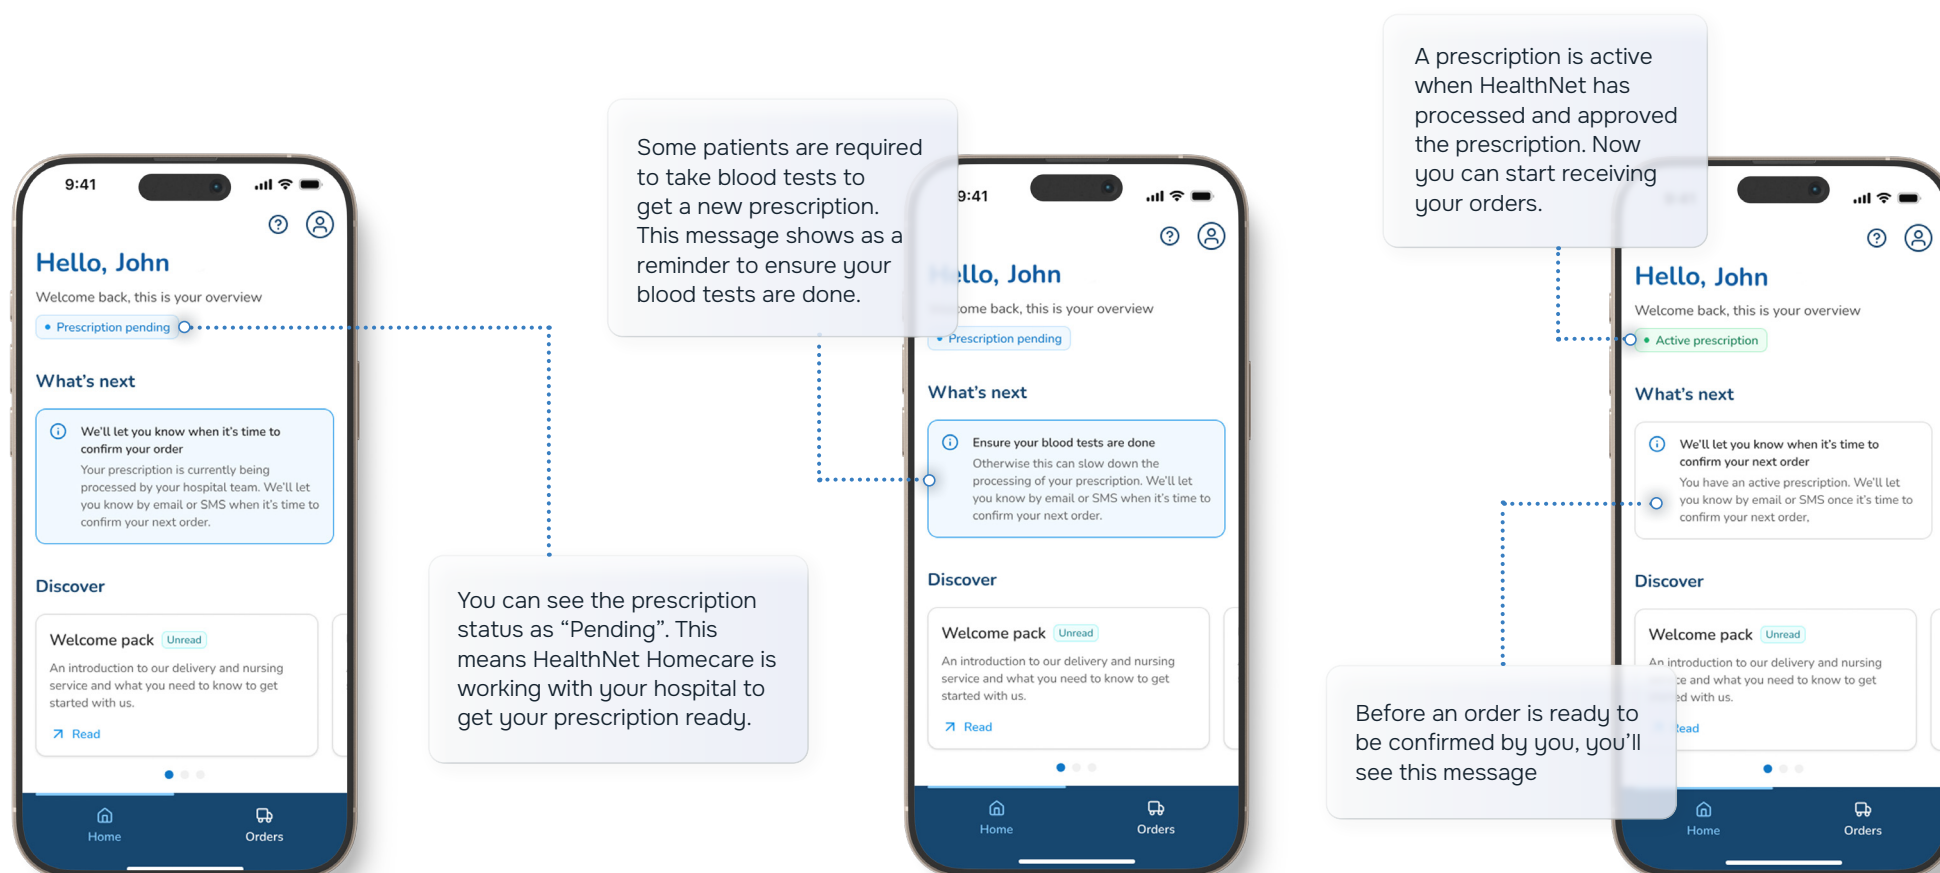 9:41
Hello, John
Welcome back, this is your overview
Prescription pending
What's next
We'll let you know when it's time to
confirm your order
Your prescription is currently being
processed by your hospital team. We'll let
you know by email or SMS when it's time to
confirm your next order.
Discover
Welcome pack Unread
An introduction to our delivery and nursing
service and what you need to know to get
started with us.
Read
Home
Orders
You can see the prescription
status as “Pending”. This
means HealthNet Homecare is
working with your hospital to
get your prescription ready.
Some patients are required
to take blood tests to
get a new prescription.
This message shows as a
reminder to ensure your
blood tests are done.
9:41
Hello, John
come back, this is your overview
Prescription pending
What's next
Ensure your blood tests are done
Otherwise this can slow down the
processing of your prescription. We'll let
you know by email or SMS when it's time to
confirm your next order.
Discover
Welcome pack Unread
An introduction to our delivery and nursing
service and what you need to know to get
started with us.
Read
Home
Orders
A prescription is active
when HealthNet has
processed and approved
the prescription. Now
you can start receiving
your orders.
Hello, John
Welcome back, this is your overview
Active prescription
What's next
We'll let you know when it's time to
confirm your next order
You have an active prescription. We'll let
you know by email or SMS once it's time to
confirm your next order,
Discover
Welcome pack Unread
An introduction to our delivery and nursing
service and what you need to know to get
started with us.
Read
Home
Orders
Before an order is ready to
be confirmed by you, you'll
see this message